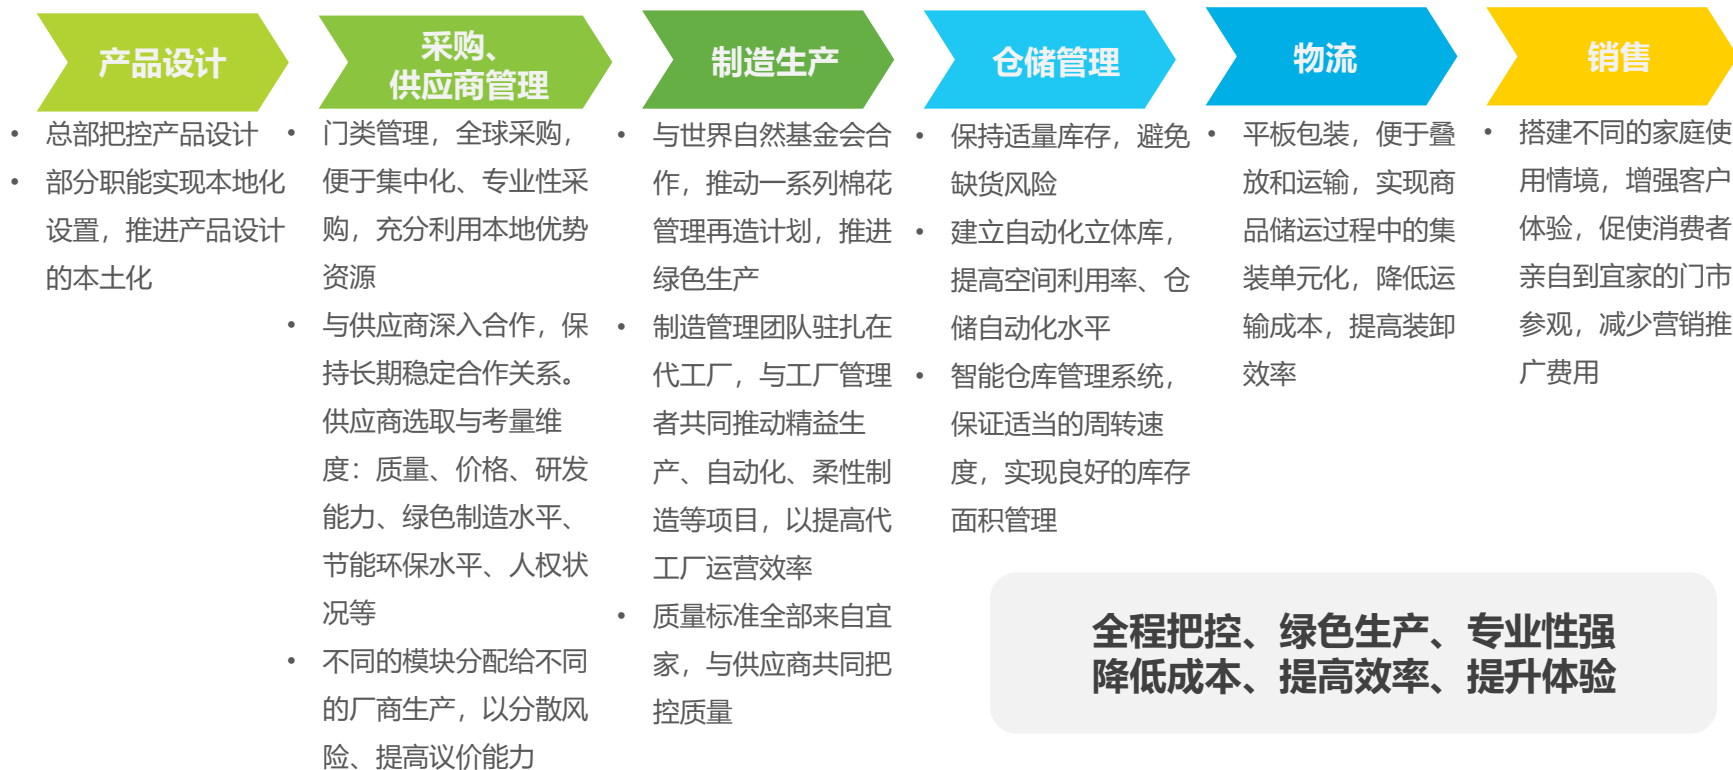 产品设计
• 总部把控产品设计
• 部分职能实现本地化
设置，推进产品设计
的本土化
采购、
供应商管理
• 门类管理，全球采购，
便于集中化、专业性采
购，充分利用本地优势
资源
• 与供应商深入合作，保
持长期稳定合作关系。
供应商选取与考量维
度：质量、价格、研发
能力、绿色制造水平、
节能环保水平、人权状
况等
• 不同的模块分配给不同
的厂商生产，以分散风
险、提高议价能力
制造生产
• 与世界自然基金会合
作，推动一系列棉花
管理再造计划，推进
绿色生产
• 制造管理团队驻扎在
代工厂，与工厂管理
者共同推动精益生
产、自动化、柔性制
造等项目，以提高代
工厂运营效率
• 质量标准全部来自宜
家，与供应商共同把
控质量
仓储管理
• 保持适量库存，避免
缺货风险
• 建立自动化立体库，
提高空间利用率、仓
储自动化水平
• 智能仓库管理系统，
保证适当的周转速
度，实现良好的库存
面积管理
物流
• 平板包装，便于叠
放和运输，实现商
品储运过程中的集
装单元化，降低运
输成本，提高装卸
效率
销售
• 搭建不同的家庭使
用情境，增强客户
体验，促使消费者
亲自到宜家的门市
参观，减少营销推
广费用
全程把控、绿色生产、专业性强
降低成本、提高效率、提升体验